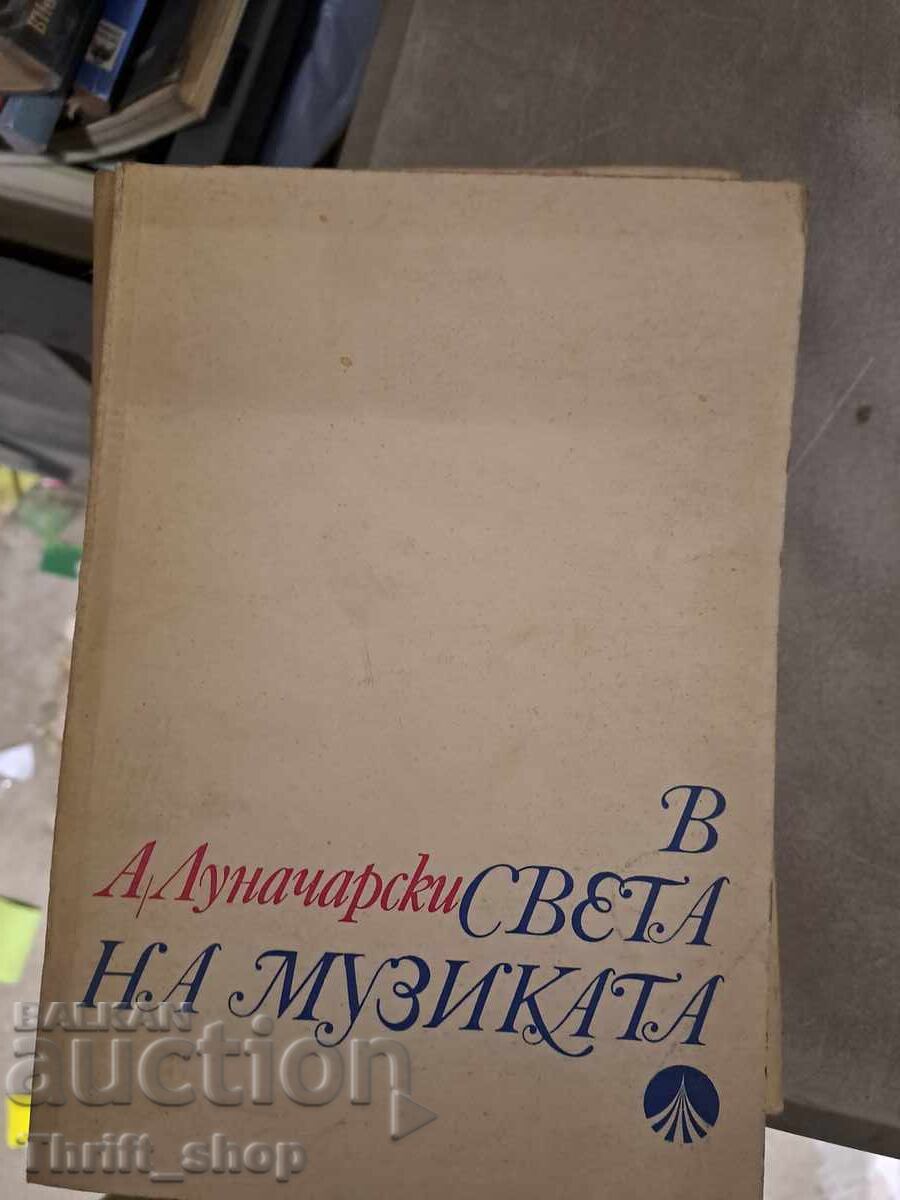 В
А. Луначарски СВЕТА
НА МУЗИКАТА
BALKAN
auction
Thrift_shop